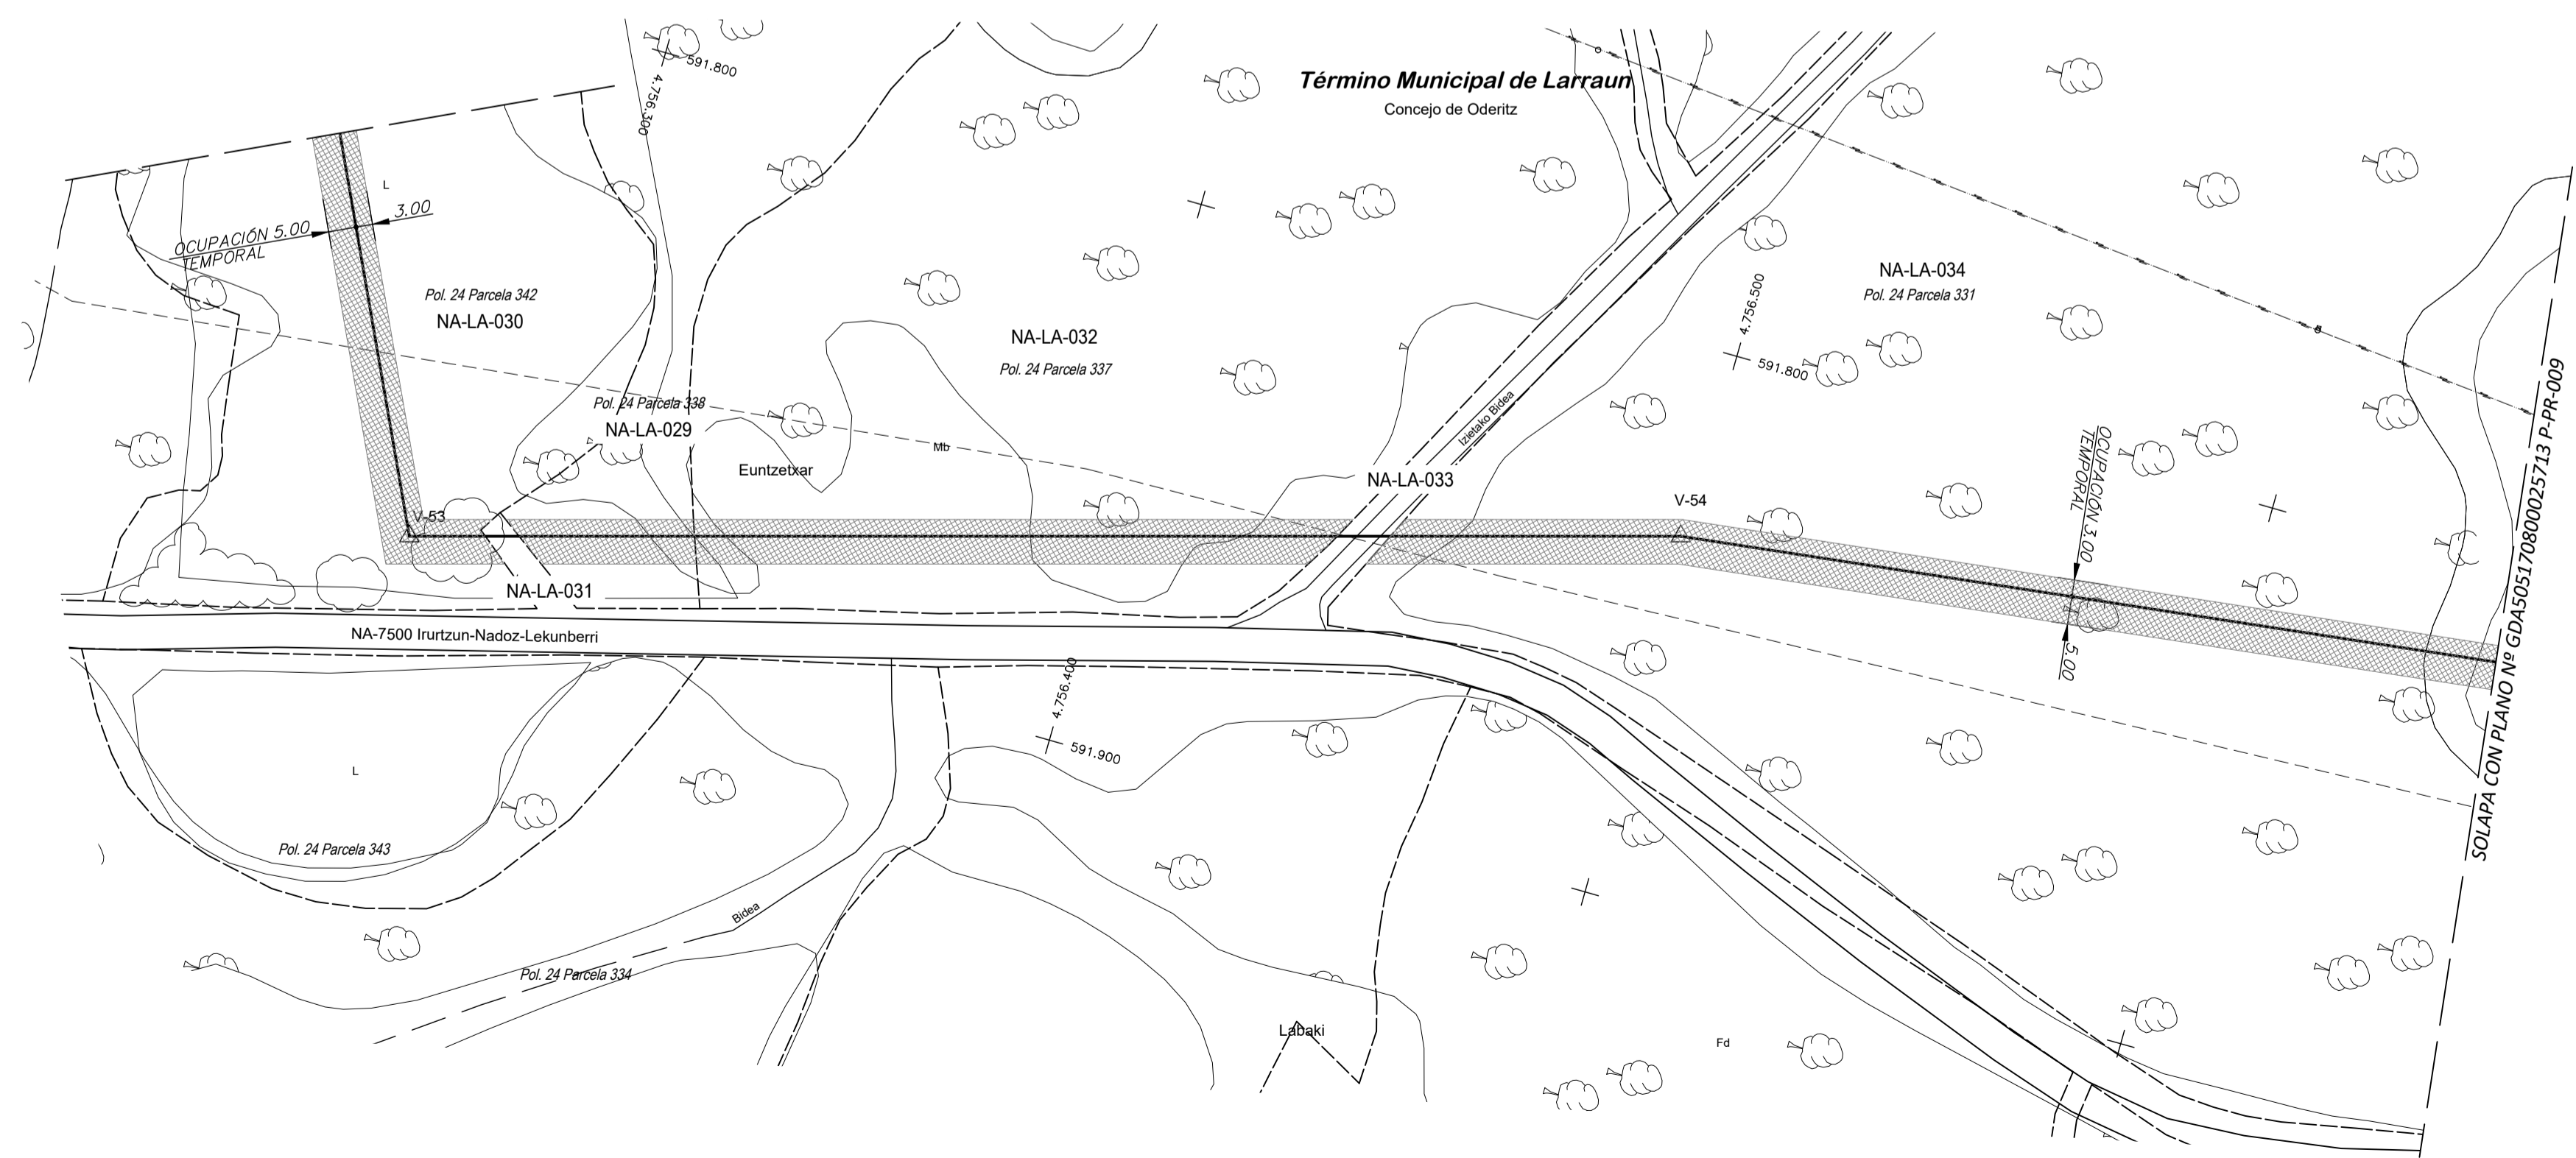 591.800
4.756.300
Término Municipal de Larraun
Concejo de Oderitz
L
3.00
OCUPACIÓN 5.00
TEMPORAL
Pol. 24 Parcela 342
NA-LA-030
NA-LA-032
Pol. 24 Parcela 337
NA-LA-034
Pol. 24 Parcela 331
4.756.500
591.800
Pol. 24 Parcela 338
NA-LA-029
Euntzetxar
Mb
Izietako Bidea
NA-LA-033
V-53
V-54
OCUPACIÓN 3.00
TEMPORAL
5.00
SOLAPA CON PLANO Nº GDA5051708000025713 P-PR-009
NA-LA-031
NA-7500 Irurtzun-Nadoz-Lekunberri
4.756.400
591.900
L
Pol. 24 Parcela 343
Bidea
Pol. 24 Parcela 334
Labaki
Fd